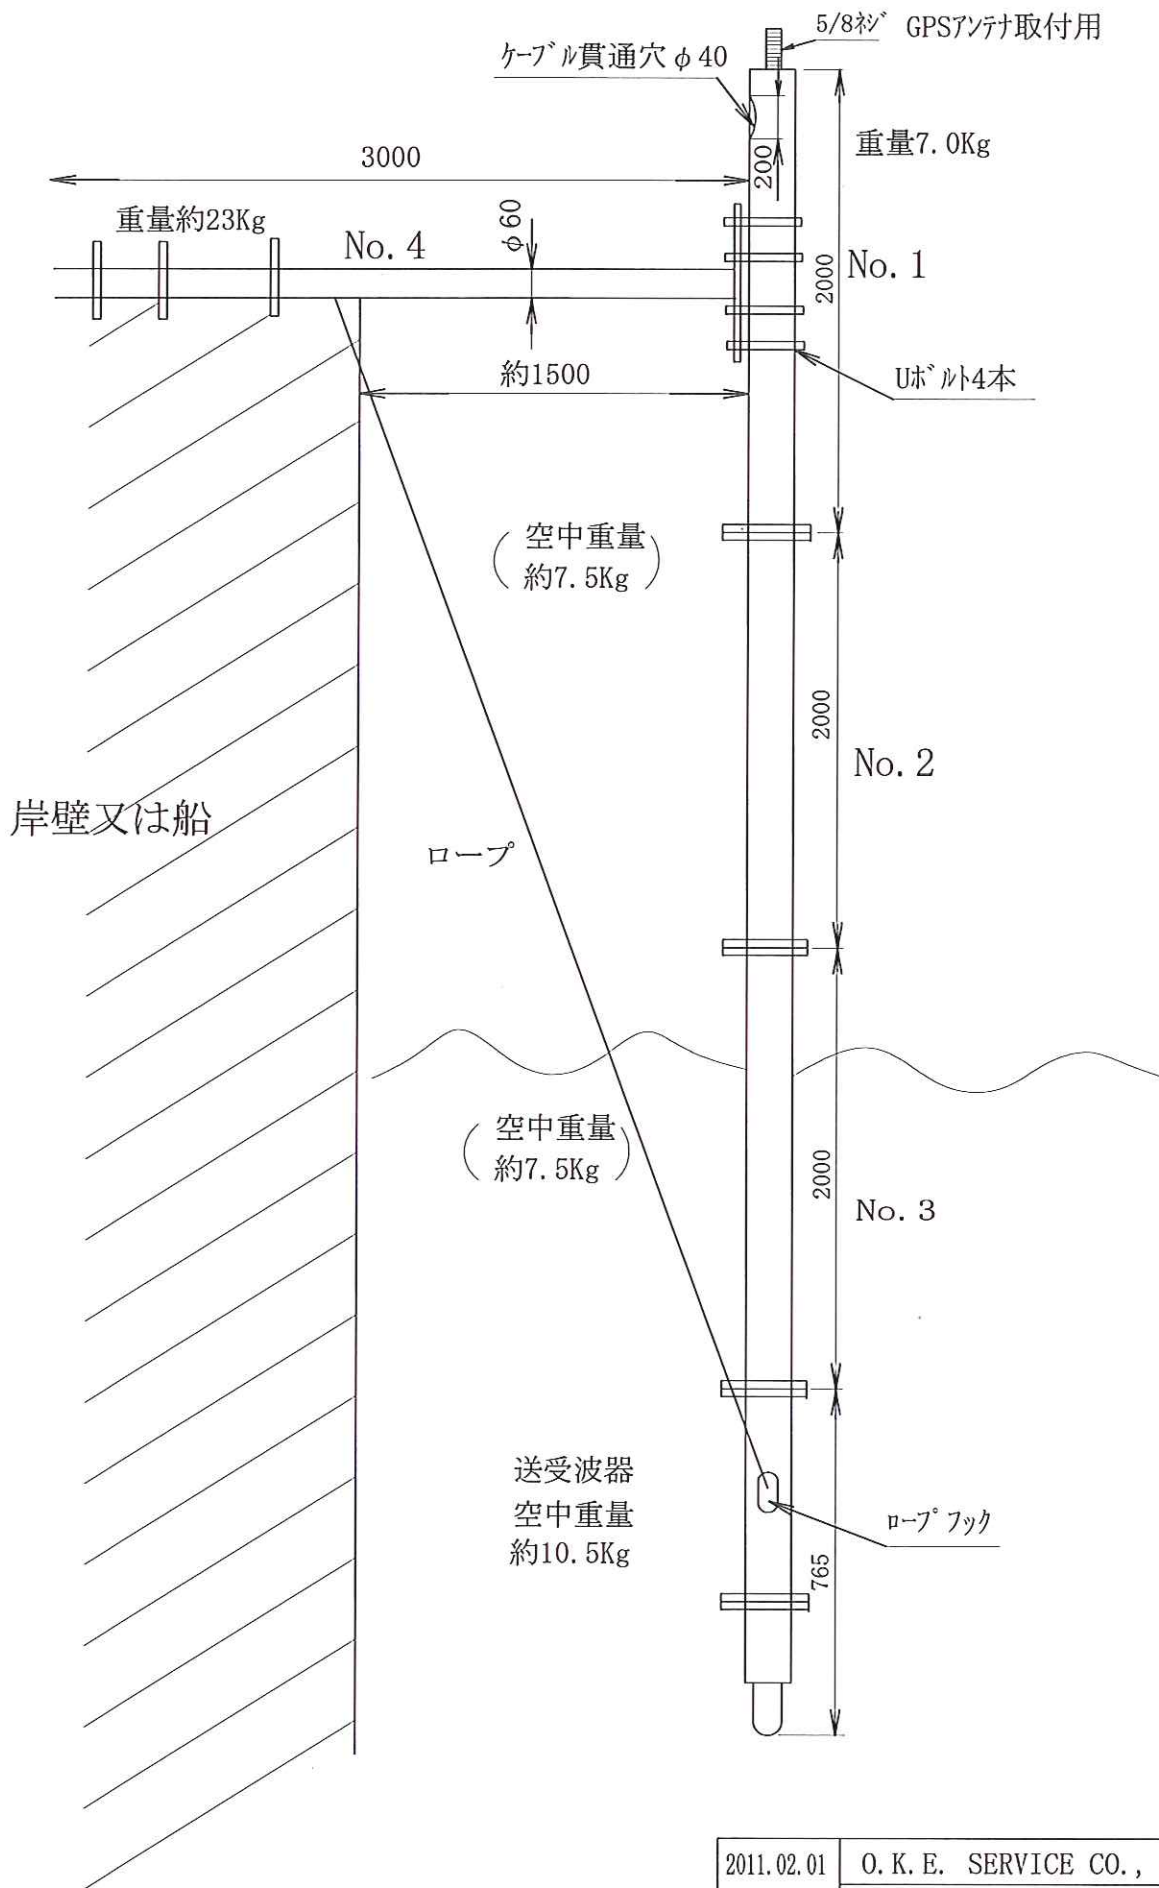 5/8ﾈｼﾞ GPSｱﾝﾃﾅ取付用
ｹｰﾌﾞﾙ貫通穴φ40
重量7.0Kg
3000
200
重量約23Kg
φ60
No.4
No.1
2000
約1500
Uﾎﾞﾙﾄ4本
空中重量
約7.5Kg
2000
No.2
岸壁又は船
ロープ
空中重量
約7.5Kg
2000
No.3
送受波器
空中重量
約10.5Kg
ﾛｰﾌﾟﾌｯｸ
765
2011.02.01 O.K.E. SERVICE CO.,